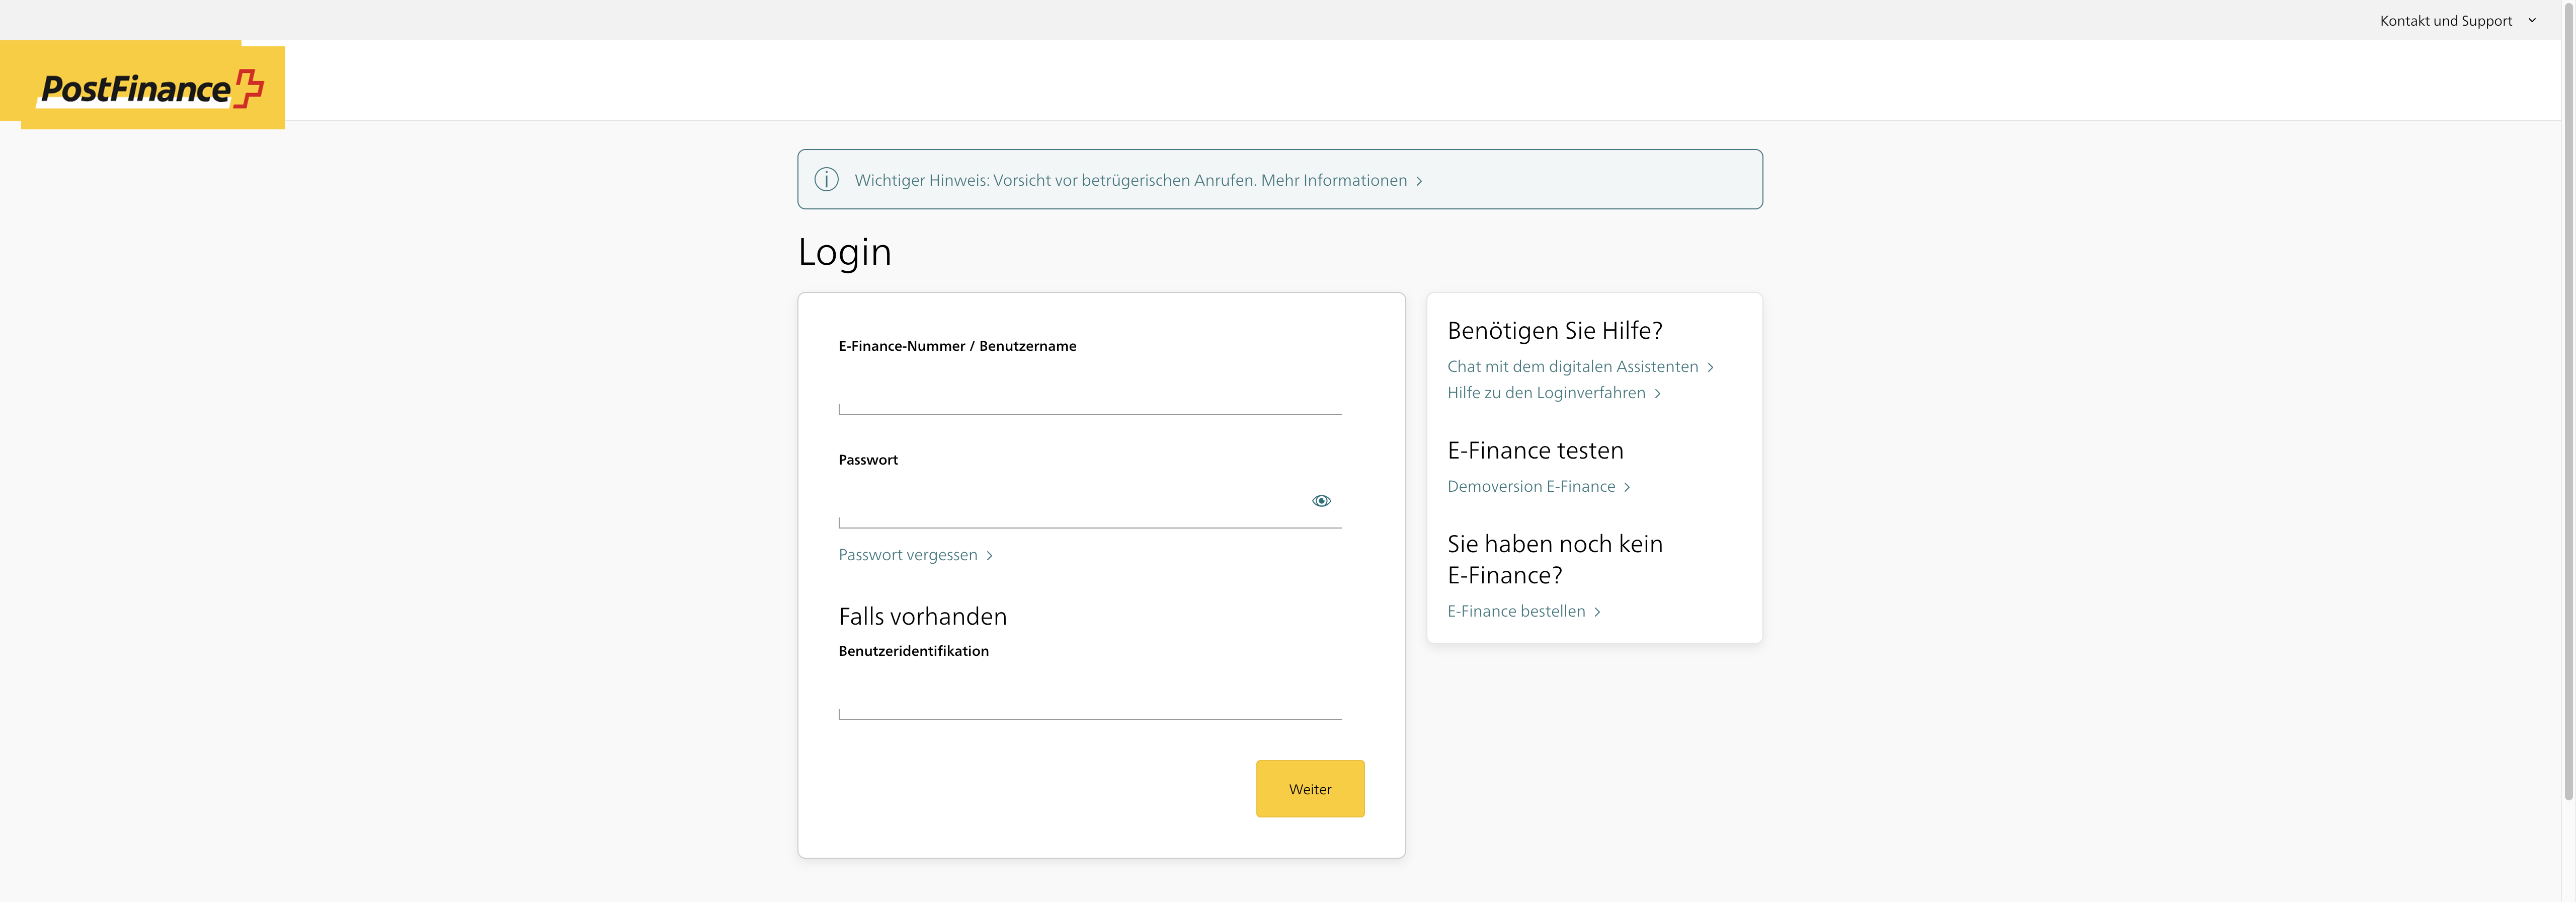 Kontakt und Support
PostFinance
Wichtiger Hinweis: Vorsicht vor betrügerischen Anrufen. Mehr Informationen
Login
E-Finance-Nummer / Benutzername
Passwort
Passwort vergessen
Falls vorhanden
Benutzeridentifikation
Weiter
Benötigen Sie Hilfe?
Chat mit dem digitalen Assistenten
Hilfe zu den Loginverfahren
E-Finance testen
Demoversion E-Finance
Sie haben noch kein
E-Finance?
E-Finance bestellen